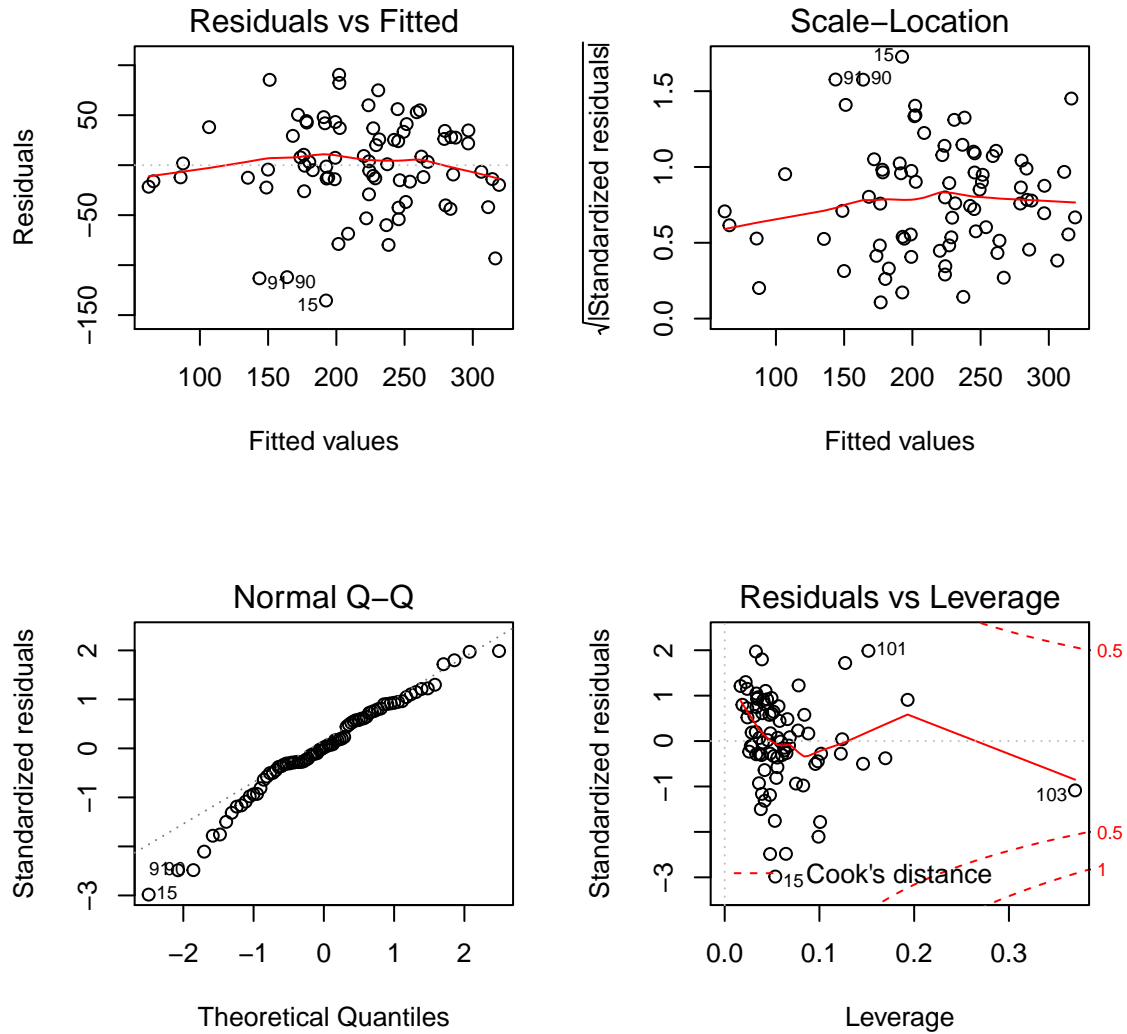 Residuals vs Fitted
Residuals
−150
−50
50
91
90
15
100 150 200 250 300
Fitted values
Scale−Location
√|Standardized residuals|
0.0
0.5
1.0
1.5
15
91
90
100 150 200 250 300
Fitted values
Normal Q−Q
Standardized residuals
−3
−2
−1
0
1
2
91
90
15
−2 −1 0 1 2
Theoretical Quantiles
Residuals vs Leverage
Standardized residuals
−3
−1
0
1
2
101
103
15
Cook's distance
0.5
0.5
1
0.0 0.1 0.2 0.3
Leverage